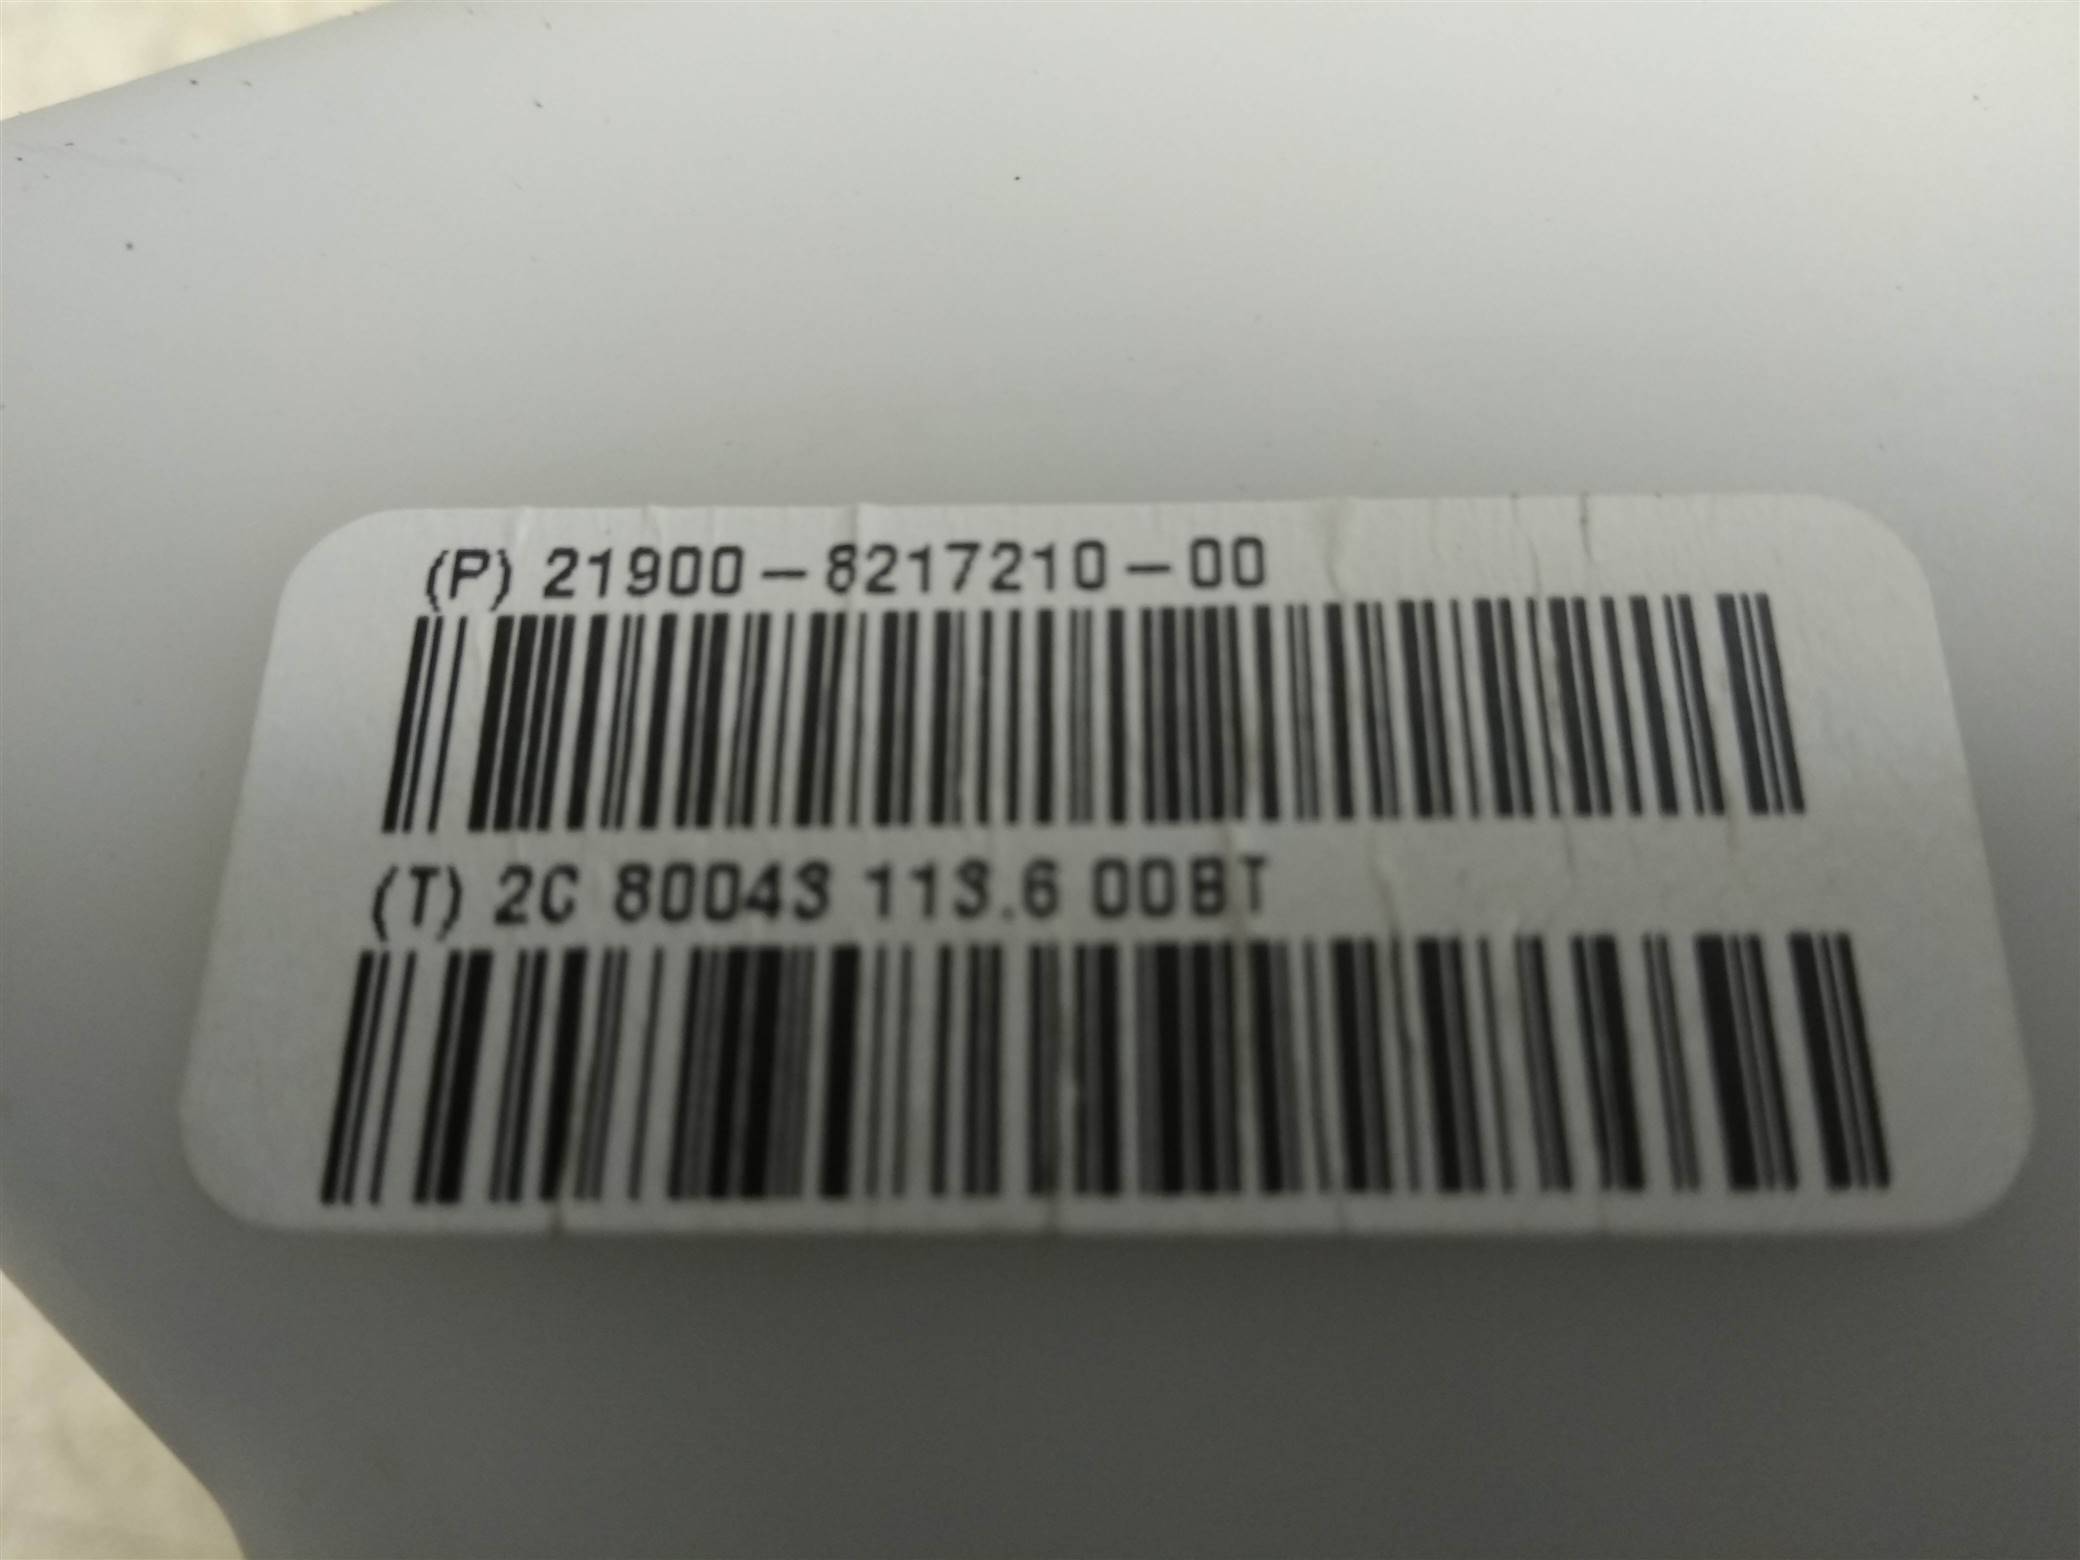 (P) 21900-8217210-00
(T) 2C 80043 113.6 00BT